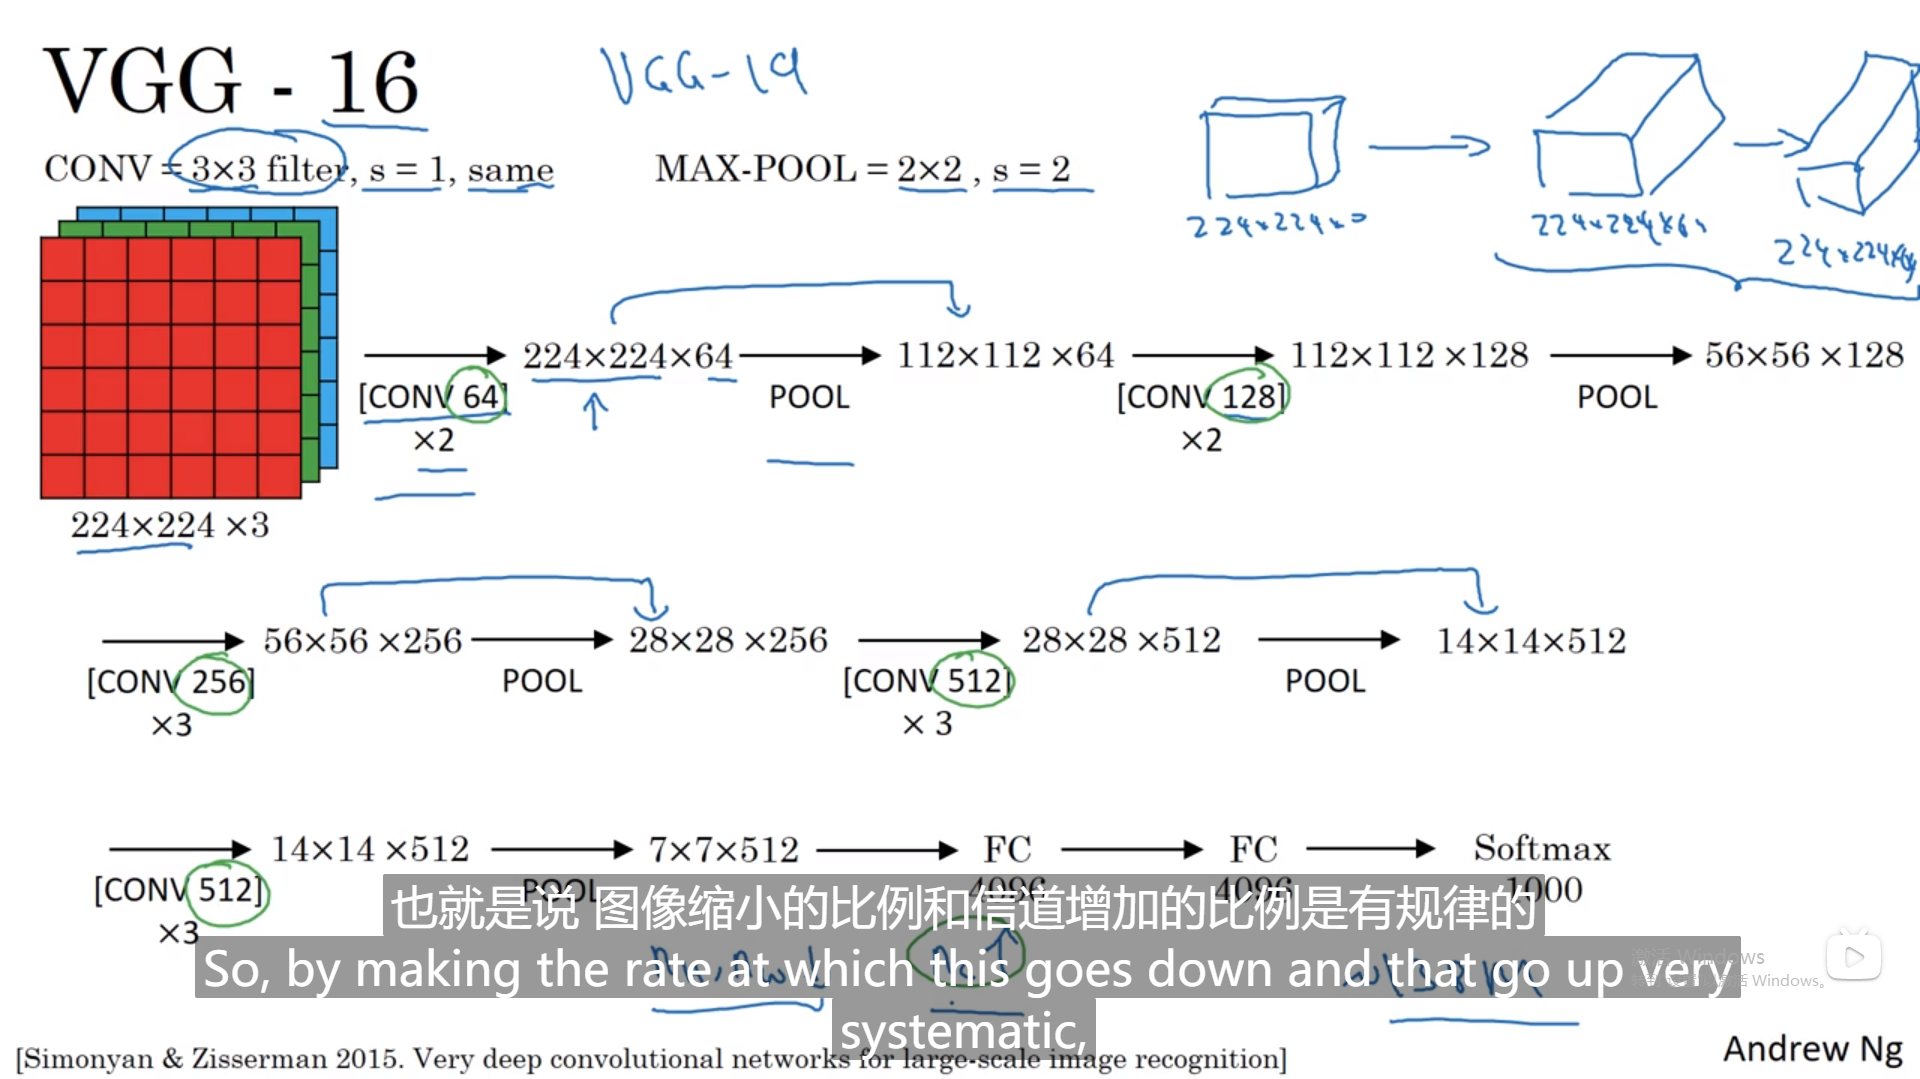 VGG - 16
VGG-19
CONV = 3×3 filter, s = 1, same
MAX-POOL = 2×2 , s = 2
224×224×
224×224×6
224×224×64
224×224 ×3
[CONV 64]
×2
224×224×64
POOL
112×112 ×64
[CONV 128]
×2
112×112 ×128
POOL
56×56 ×128
[CONV 256]
×3
56×56 ×256
POOL
28×28 ×256
[CONV 512]
× 3
28×28 ×512
POOL
14×14×512
[CONV 512]
×3
14×14 ×512
POOL
7×7×512
FC
4096
FC
4096
Softmax
1000
也就是说 图像缩小的比例和信道增加的比例是有规律的
So, by making the rate at which this goes down and that go up very
systematic,
激活 Windows
Windows。
[Simonyan & Zisserman 2015. Very deep convolutional networks for large-scale image recognition]
Andrew Ng